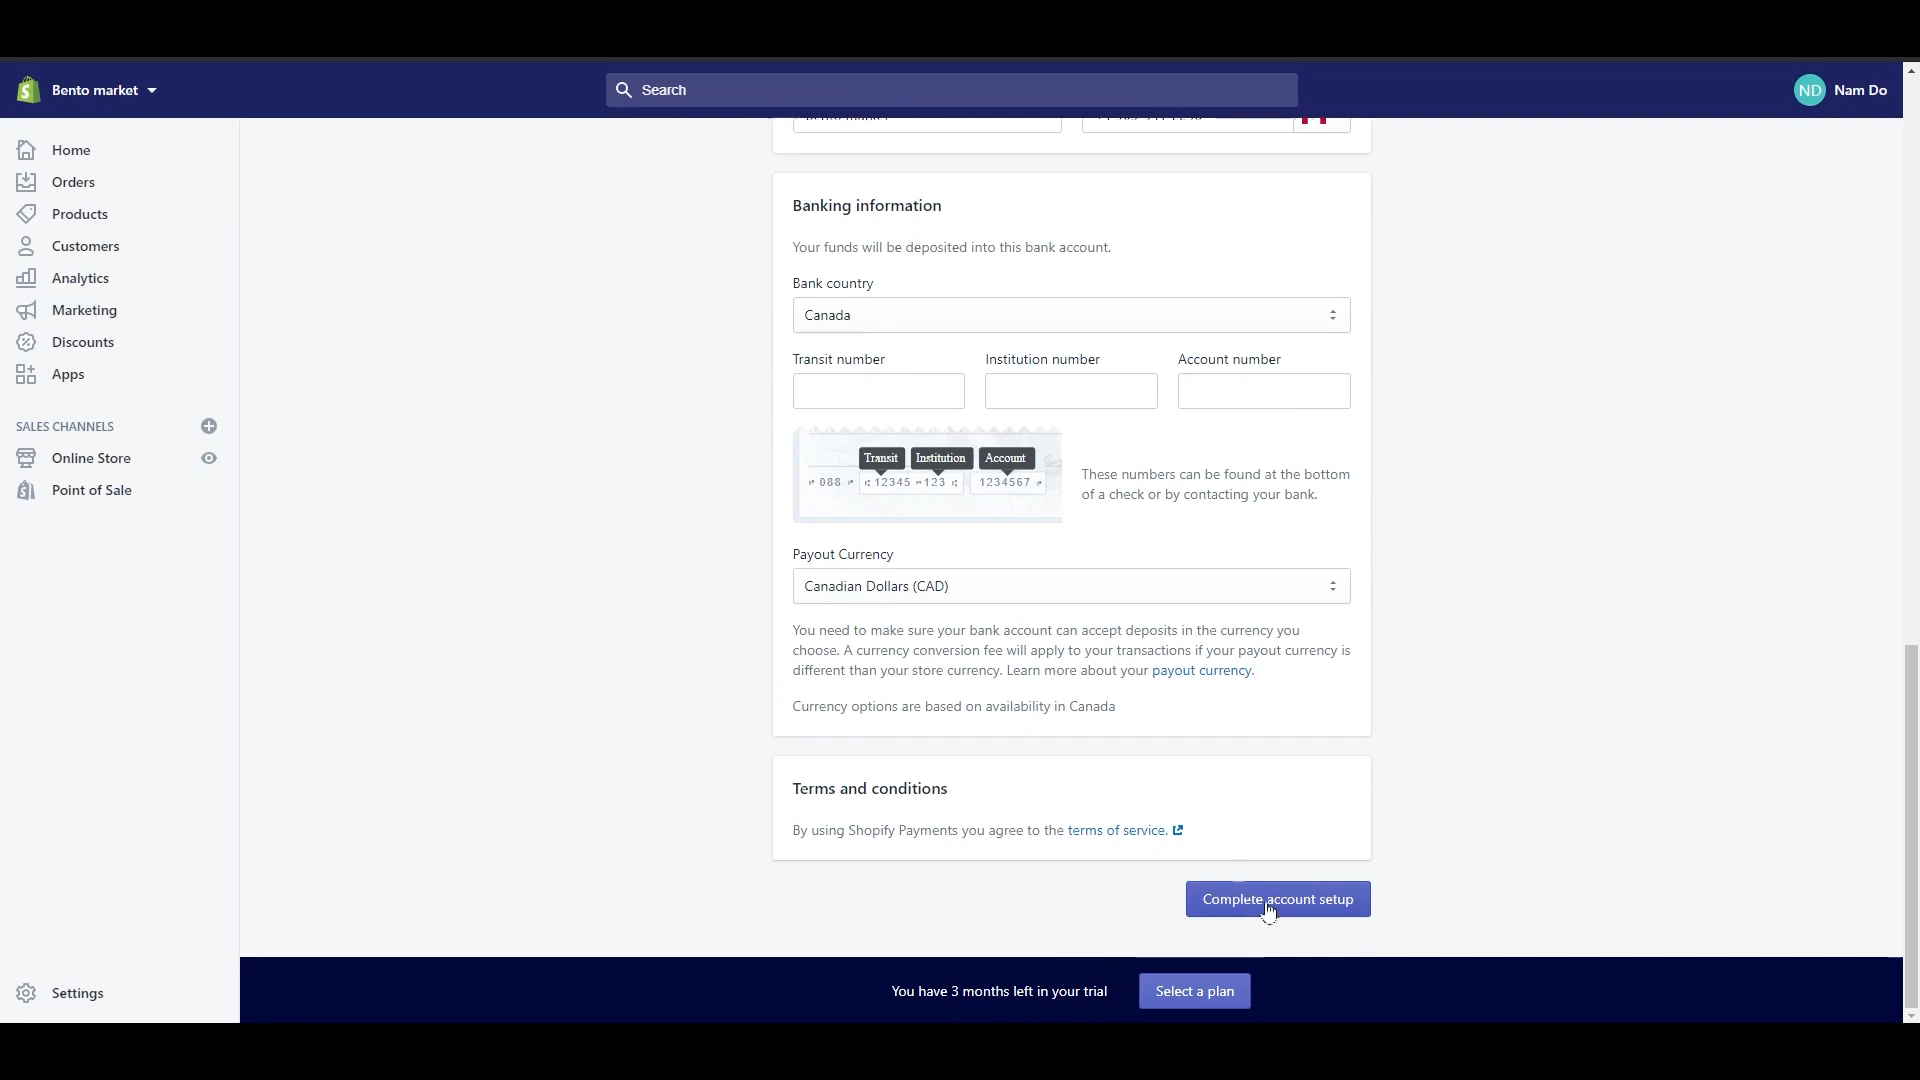 Bento market
Search
ND Nam Do
Home
Orders
Products
Customers
Analytics
Marketing
Discounts
Apps
SALES CHANNELS
Online Store
Point of Sale
Settings
Banking information
Your funds will be deposited into this bank account.
Bank country
Canada
Transit number Institution number Account number
Transit Institution Account
⑈ 088 ⑈ ⑆ 12345 ⑉ 123 ⑆ 1234567 ⑈
These numbers can be found at the bottom
of a check or by contacting your bank.
Payout Currency
Canadian Dollars (CAD)
You need to make sure your bank account can accept deposits in the currency you
choose. A currency conversion fee will apply to your transactions if your payout currency is
different than your store currency. Learn more about your payout currency.
Currency options are based on availability in Canada
Terms and conditions
By using Shopify Payments you agree to the terms of service.
Complete account setup
You have 3 months left in your trial Select a plan